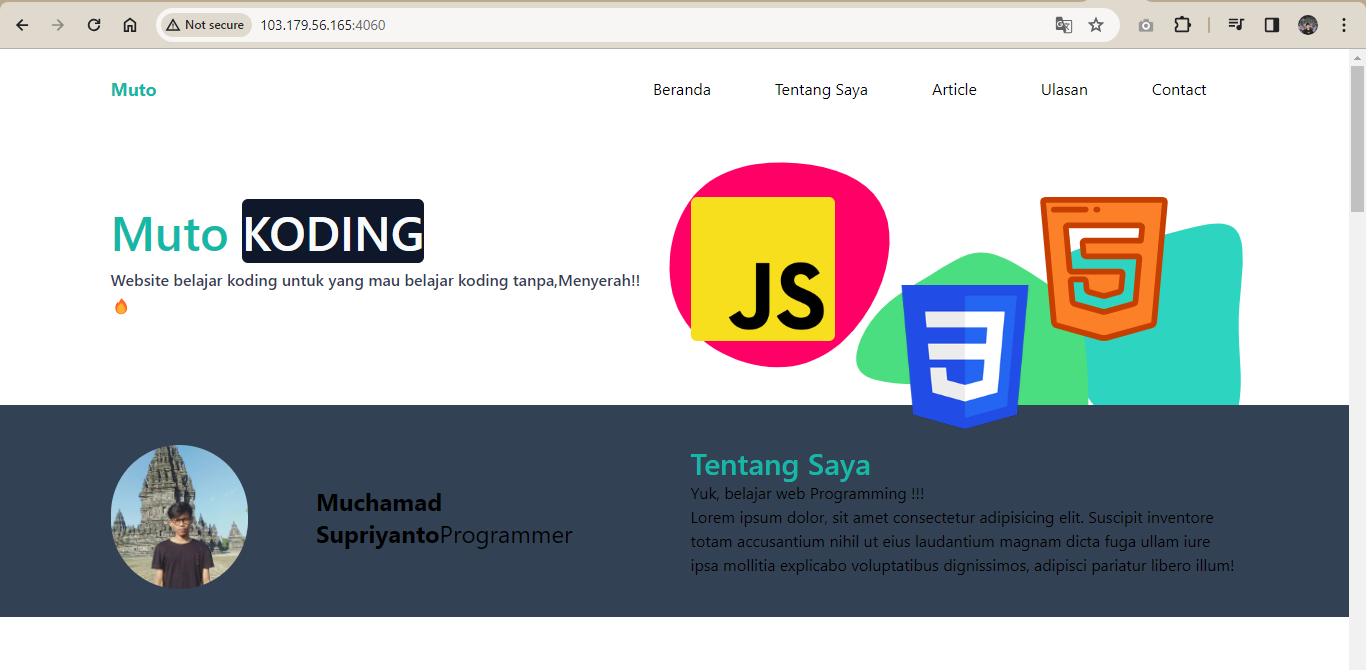 Not secure 103.179.56.165:4060
Muto Beranda Tentang Saya Article Ulasan Contact
Muto KODING
Website belajar koding untuk yang mau belajar koding tanpa,Menyerah!!
🔥
JS
Muchamad
SupriyantoProgrammer
Tentang Saya
Yuk, belajar web Programming !!!
Lorem ipsum dolor, sit amet consectetur adipisicing elit. Suscipit inventore
totam accusantium nihil ut eius laudantium magnam dicta fuga ullam iure
ipsa mollitia explicabo voluptatibus dignissimos, adipisci pariatur libero illum!